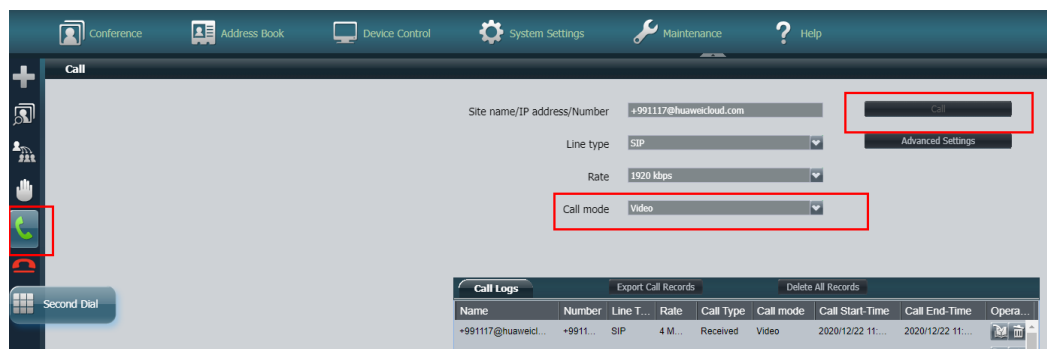 Conference Address Book Device Control System Settings Maintenance ? Help
Call
Site name/IP address/Number +991117@huaweicloud.com Call
Line type SIP Advanced Settings
Rate 1920 kbps
Call mode Video
Second Dial
Call Logs Export Call Records Delete All Records
Name Number Line T... Rate Call Type Call mode Call Start-Time Call End-Time Opera...
+991117@huaweicl... +9911... SIP 4 M... Received Video 2020/12/22 11:... 2020/12/22 11:...